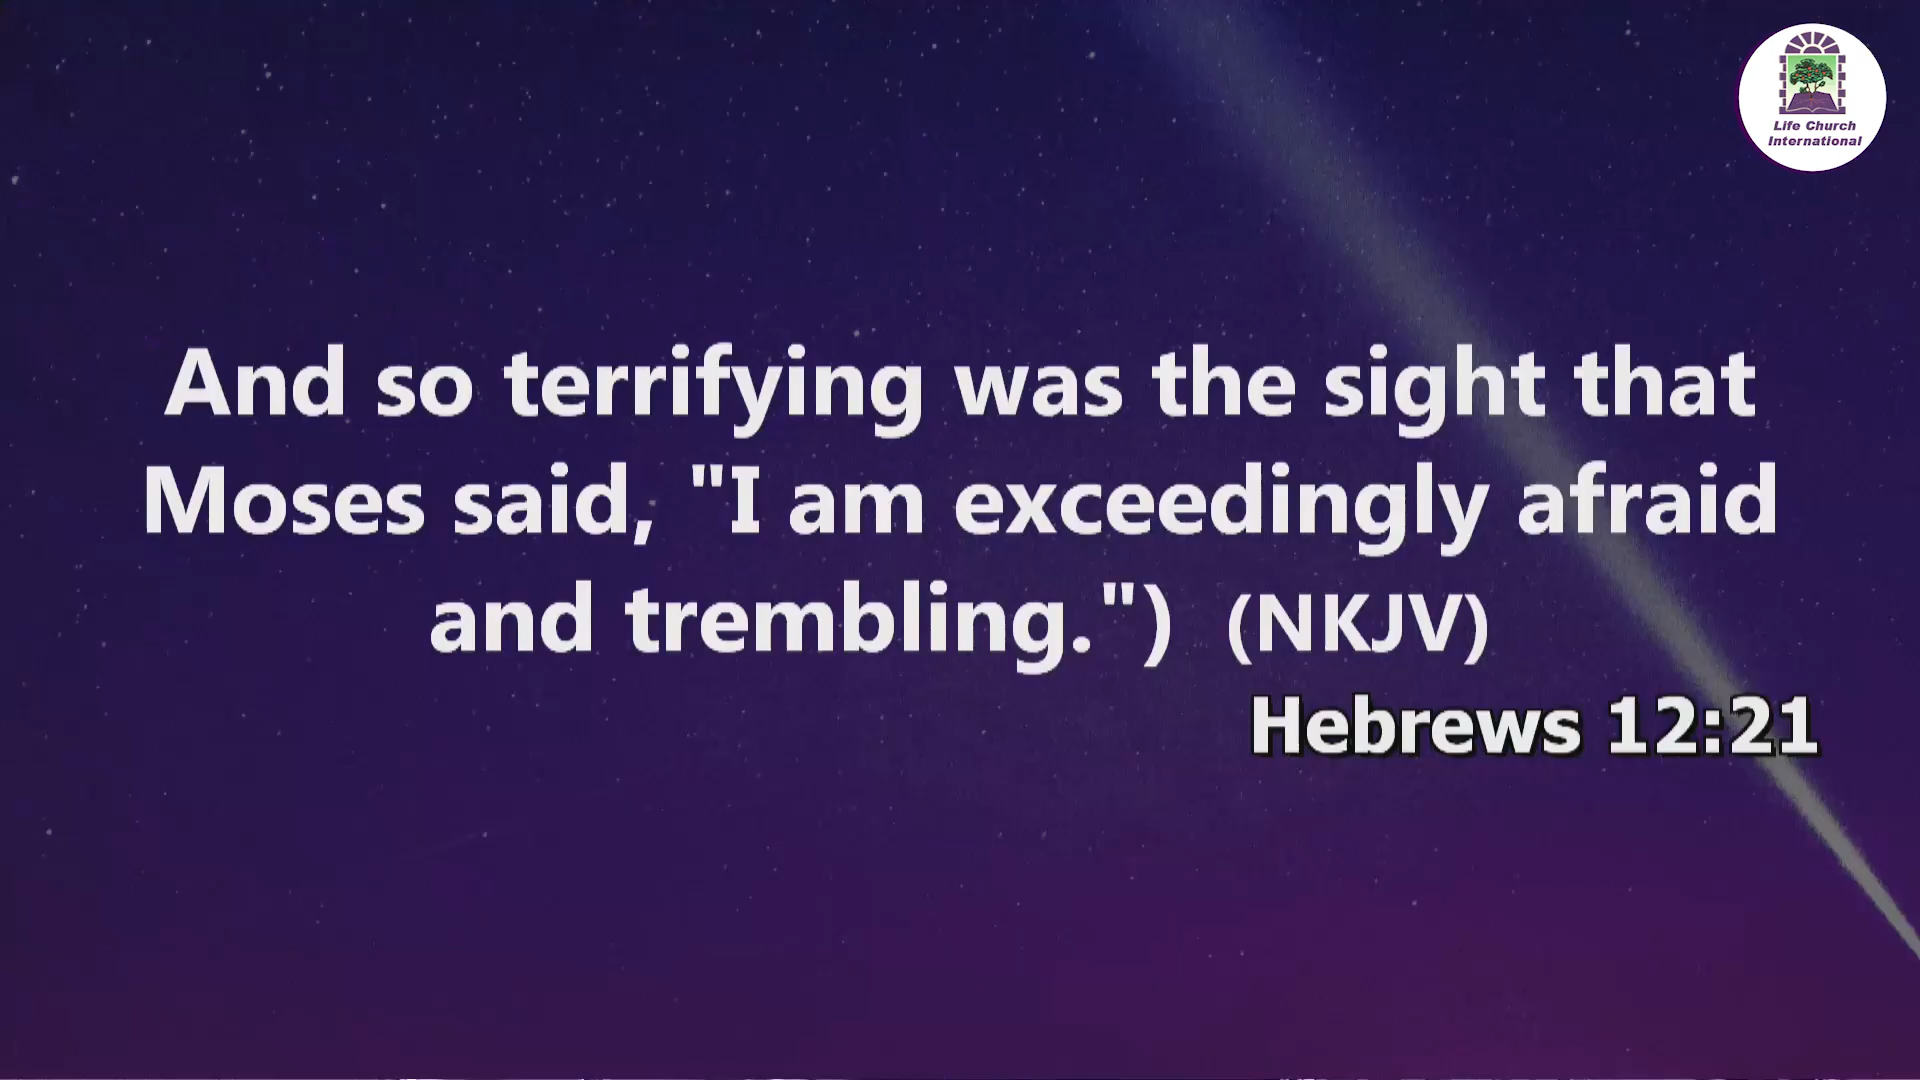 Life Church
International
And so terrifying was the sight that
Moses said, "I am exceedingly afraid
and trembling.")  (NKJV)
Hebrews 12:21